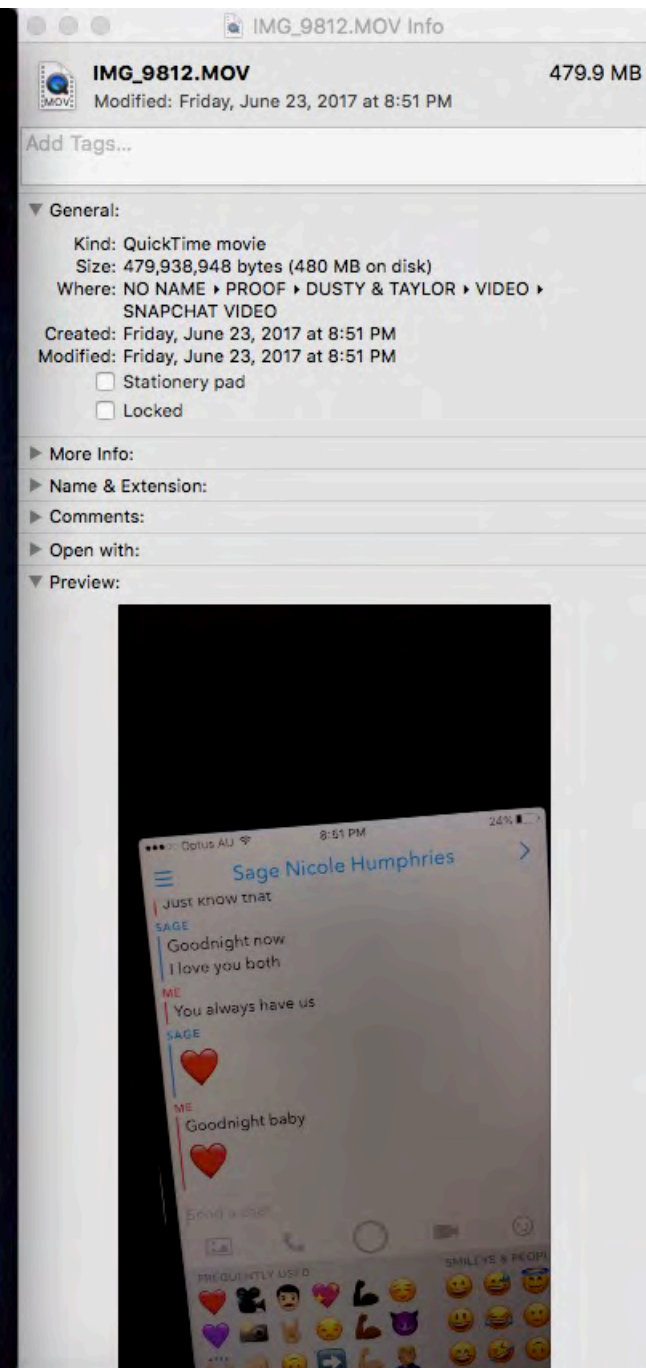 IMG_9812.MOV Info
MOV
IMG_9812.MOV 479.9 MB
Modified: Friday, June 23, 2017 at 8:51 PM
Add Tags...
General:
Kind: QuickTime movie
Size: 479,938,948 bytes (480 MB on disk)
Where: NO NAME ▸ PROOF ▸ DUSTY & TAYLOR ▸ VIDEO ▸
SNAPCHAT VIDEO
Created: Friday, June 23, 2017 at 8:51 PM
Modified: Friday, June 23, 2017 at 8:51 PM
Stationery pad
Locked
More Info:
Name & Extension:
Comments:
Open with:
Preview:
Optus AU 8:51 PM 24%
Sage Nicole Humphries
Just know that
SAGE
Goodnight now
I love you both
ME
You always have us
SAGE
❤️
ME
Goodnight baby
❤️
Send a chat
FREQUENTLY USED SMILEYS & PEOPL